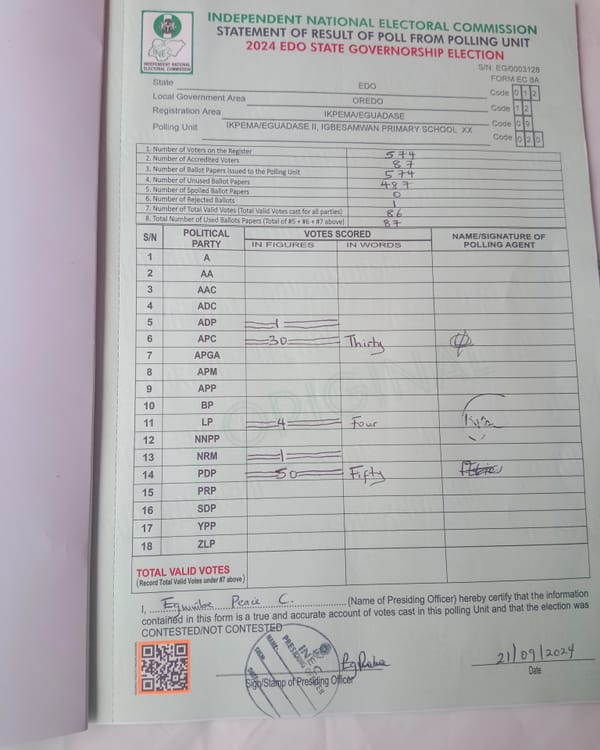 INDEPENDENT NATIONAL ELECTORAL COMMISSION
STATEMENT OF RESULT OF POLL FROM POLLING UNIT
2024 EDO STATE GOVERNORSHIP ELECTION
INEC
INDEPENDENT NATIONAL
ELECTORAL COMMISSION
S/N: EG/0003128
FORM EC 8A
State EDO Code 0 1 2
Local Government Area OREDO Code 1 2
Registration Area IKPEMA/EGUADASE Code 0 9
Polling Unit IKPEMA/EGUADASE II, IGBESAMWAN PRIMARY SCHOOL XX Code 0 2 0
1. Number of Voters on the Register 574
2. Number of Accredited Voters 87
3. Number of Ballot Papers Issued to the Polling Unit 574
4. Number of Unused Ballot Papers 487
5. Number of Spoiled Ballot Papers 0
6. Number of Rejected Ballots 1
7. Number of Total Valid Votes (Total Valid Votes cast for all parties) 86
8. Total Number of Used Ballots Papers (Total of #5 + #6 + #7 above) 87
S/N POLITICAL PARTY VOTES SCORED NAME/SIGNATURE OF POLLING AGENT
IN FIGURES IN WORDS
1 A
2 AA
3 AAC
4 ADC
5 ADP 1
6 APC 30 Thirty
7 APGA
8 APM
9 APP
10 BP
11 LP 4 Four
12 NNPP
13 NRM 1
14 PDP 50 Fifty
15 PRP
16 SDP
17 YPP
18 ZLP
ORIGINAL
TOTAL VALID VOTES
(Record Total Valid Votes under #7 above)
I, Peace C. (Name of Presiding Officer) hereby certify that the information
contained in this form is a true and accurate account of votes cast in this polling Unit and that the election was
CONTESTED/NOT CONTESTED
INEC
PRESIDING OFFICER
NAME:
SIGN:
21/09/2024
Sign/Stamp of Presiding Officer Date